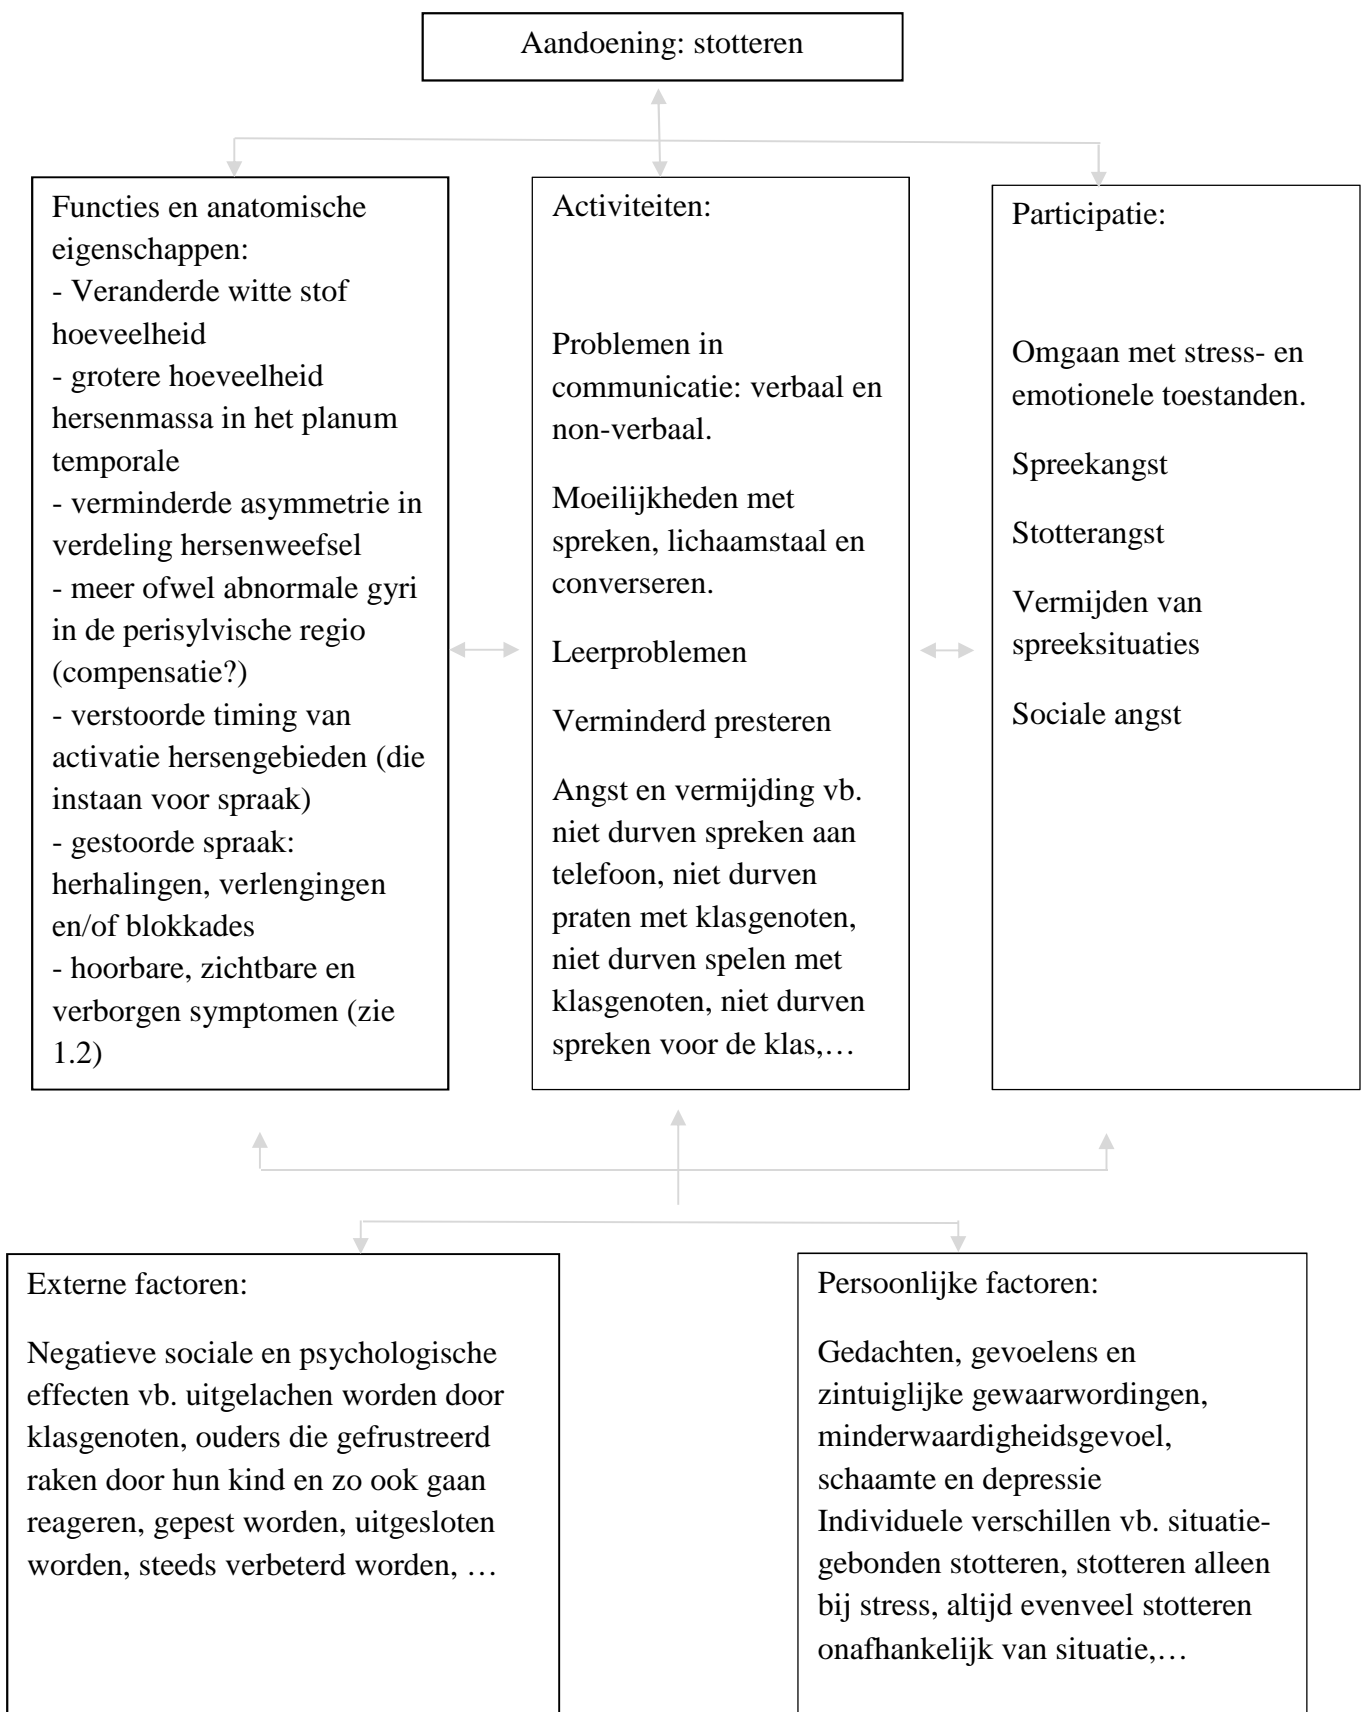 Aandoening: stotteren
Functies en anatomische
eigenschappen:
- Veranderde witte stof
hoeveelheid
- grotere hoeveelheid
hersenmassa in het planum
temporale
- verminderde asymmetrie in
verdeling hersenweefsel
- meer ofwel abnormale gyri
in de perisylvische regio
(compensatie?)
- verstoorde timing van
activatie hersengebieden (die
instaan voor spraak)
- gestoorde spraak:
herhalingen, verlengingen
en/of blokkades
- hoorbare, zichtbare en
verborgen symptomen (zie
1.2)
Activiteiten:
Problemen in
communicatie: verbaal en
non-verbaal.
Moeilijkheden met
spreken, lichaamstaal en
converseren.
Leerproblemen
Verminderd presteren
Angst en vermijding vb.
niet durven spreken aan
telefoon, niet durven
praten met klasgenoten,
niet durven spelen met
klasgenoten, niet durven
spreken voor de klas,…
Participatie:
Omgaan met stress- en
emotionele toestanden.
Spreekangst
Stotterangst
Vermijden van
spreeksituaties
Sociale angst
Externe factoren:
Negatieve sociale en psychologische
effecten vb. uitgelachen worden door
klasgenoten, ouders die gefrustreerd
raken door hun kind en zo ook gaan
reageren, gepest worden, uitgesloten
worden, steeds verbeterd worden, …
Persoonlijke factoren:
Gedachten, gevoelens en
zintuiglijke gewaarwordingen,
minderwaardigheidsgevoel,
schaamte en depressie
Individuele verschillen vb. situatie-
gebonden stotteren, stotteren alleen
bij stress, altijd evenveel stotteren
onafhankelijk van situatie,…